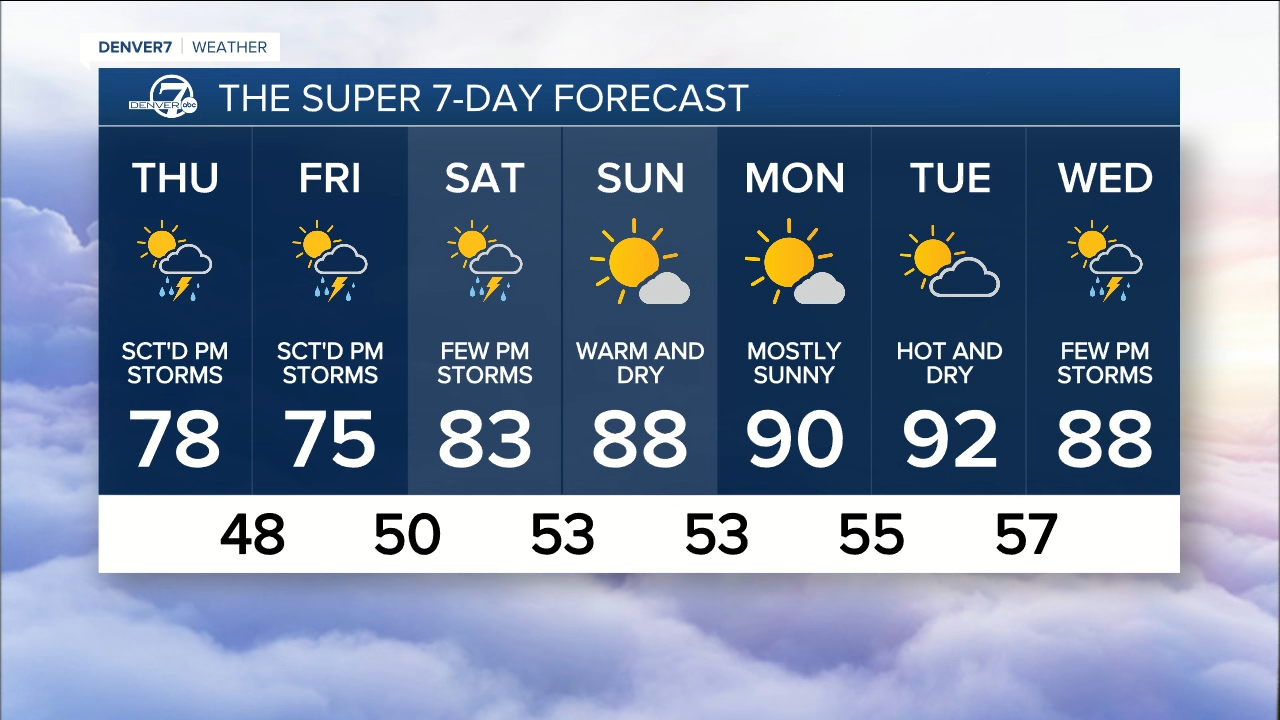 DENVER7 | WEATHER
7
DENVER abc
THE SUPER 7-DAY FORECAST
THU FRI SAT SUN MON TUE WED
SCT'D PM SCT'D PM FEW PM WARM AND MOSTLY HOT AND FEW PM
STORMS STORMS STORMS DRY SUNNY DRY STORMS
78 75 83 88 90 92 88
48 50 53 53 55 57